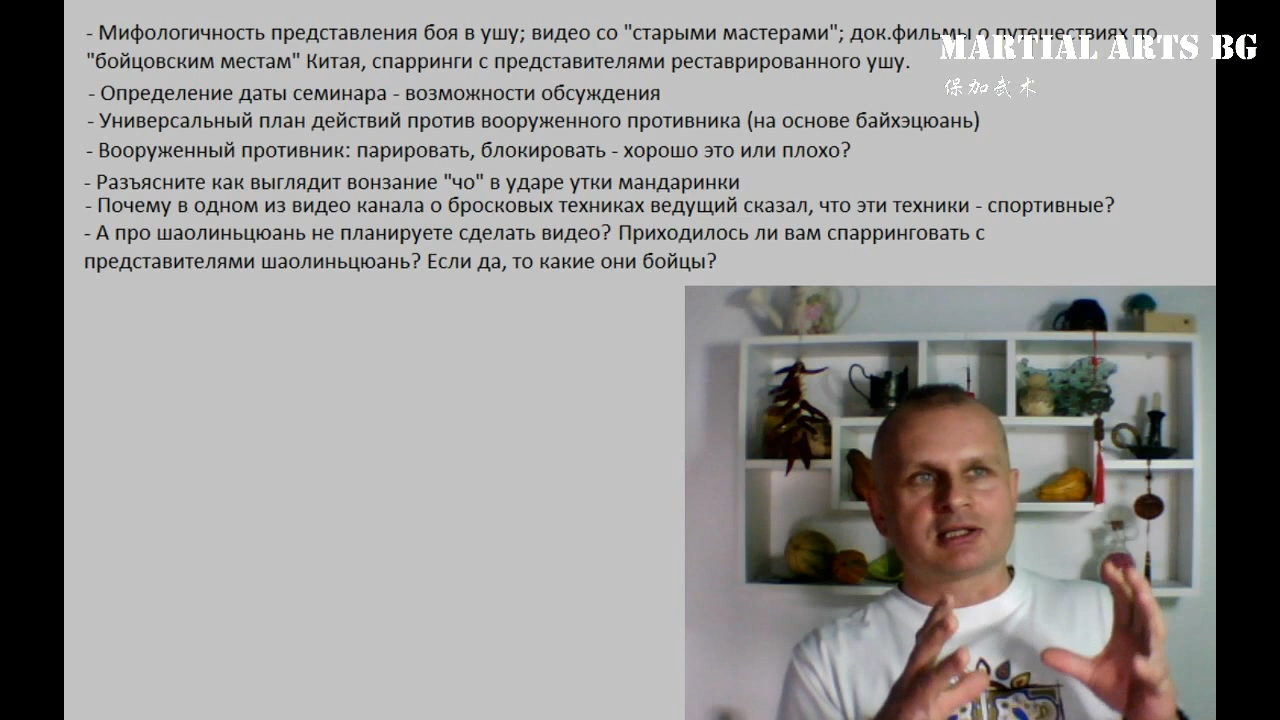 - Мифологичность представления боя в ушу; видео со "старыми мастерами"; док.фильмы о путешествиях по
"бойцовским местам" Китая, спарринги с представителями реставрированного ушу.
MARTIAL ARTS BG
保加武术
- Определение даты семинара - возможности обсуждения
- Универсальный план действий против вооруженного противника (на основе байхэцюань)
- Вооруженный противник: парировать, блокировать - хорошо это или плохо?
- Разъясните как выглядит вонзание "чо" в ударе утки мандаринки
- Почему в одном из видео канала о бросковых техниках ведущий сказал, что эти техники - спортивные?
- А про шаолиньцюань не планируете сделать видео? Приходилось ли вам спарринговать с
представителями шаолиньцюань? Если да, то какие они бойцы?